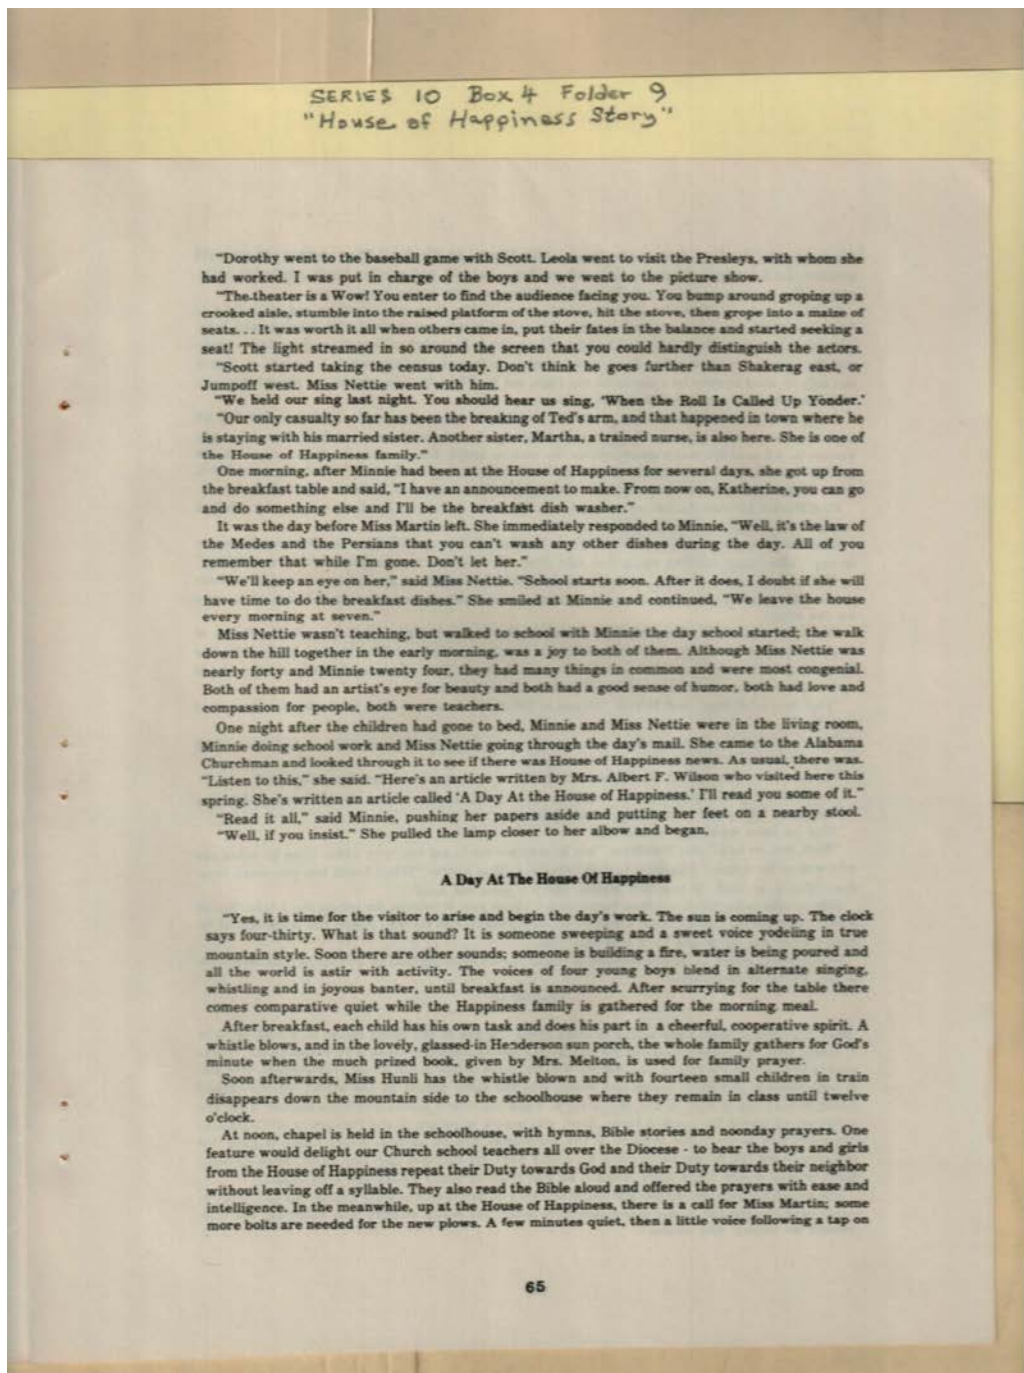 SERIES 10 Box 4 Folder 9
"House of Happiness Story"
"Dorothy went to the baseball game with Scott. Leola went to visit the Presleys, with whom she
had worked. I was put in charge of the boys and we went to the picture show.
"The theater is a Wow! You enter to find the audience facing you. You bump around groping up a
crooked aisle, stumble into the raised platform of the stove, hit the stove, then grope into a maize of
seats... It was worth it all when others came in, put their fates in the balance and started seeking a
seat! The light streamed in so around the screen that you could hardly distinguish the actors.
"Scott started taking the census today. Don't think he goes further than Shakerag east, or
Jumpoff west. Miss Nettie went with him.
"We held our sing last night. You should hear us sing, 'When the Roll Is Called Up Yonder.'
"Our only casualty so far has been the breaking of Ted's arm, and that happened in town where he
is staying with his married sister. Another sister, Martha, a trained nurse, is also here. She is one of
the House of Happiness family."
One morning, after Minnie had been at the House of Happiness for several days, she got up from
the breakfast table and said, "I have an announcement to make. From now on, Katherine, you can go
and do something else and I'll be the breakfast dish washer."
It was the day before Miss Martin left. She immediately responded to Minnie, "Well, it's the law of
the Medes and the Persians that you can't wash any other dishes during the day. All of you
remember that while I'm gone. Don't let her."
"We'll keep an eye on her," said Miss Nettie. "School starts soon. After it does, I doubt if she will
have time to do the breakfast dishes." She smiled at Minnie and continued, "We leave the house
every morning at seven."
Miss Nettie wasn't teaching, but walked to school with Minnie the day school started; the walk
down the hill together in the early morning, was a joy to both of them. Although Miss Nettie was
nearly forty and Minnie twenty four, they had many things in common and were most congenial.
Both of them had an artist's eye for beauty and both had a good sense of humor, both had love and
compassion for people, both were teachers.
One night after the children had gone to bed, Minnie and Miss Nettie were in the living room,
Minnie doing school work and Miss Nettie going through the day's mail. She came to the Alabama
Churchman and looked through it to see if there was House of Happiness news. As usual, there was.
"Listen to this," she said. "Here's an article written by Mrs. Albert F. Wilson who visited here this
spring. She's written an article called 'A Day At the House of Happiness.' I'll read you some of it."
"Read it all," said Minnie, pushing her papers aside and putting her feet on a nearby stool.
"Well, if you insist." She pulled the lamp closer to her albow and began,
A Day At The House Of Happiness
"Yes, it is time for the visitor to arise and begin the day's work. The sun is coming up. The clock
says four-thirty. What is that sound? It is someone sweeping and a sweet voice yodeling in true
mountain style. Soon there are other sounds; someone is building a fire, water is being poured and
all the world is astir with activity. The voices of four young boys blend in alternate singing,
whistling and in joyous banter, until breakfast is announced. After scurrying for the table there
comes comparative quiet while the Happiness family is gathered for the morning meal.
After breakfast, each child has his own task and does his part in a cheerful, cooperative spirit. A
whistle blows, and in the lovely, glassed-in Henderson sun porch, the whole family gathers for God's
minute when the much prized book, given by Mrs. Melton, is used for family prayer.
Soon afterwards, Miss Hunli has the whistle blown and with fourteen small children in train
disappears down the mountain side to the schoolhouse where they remain in class until twelve
o'clock.
At noon, chapel is held in the schoolhouse, with hymns, Bible stories and noonday prayers. One
feature would delight our Church school teachers all over the Diocese - to hear the boys and girls
from the House of Happiness repeat their Duty towards God and their Duty towards their neighbor
without leaving off a syllable. They also read the Bible aloud and offered the prayers with ease and
intelligence. In the meanwhile, up at the House of Happiness, there is a call for Miss Martin; some
more bolts are needed for the new plows. A few minutes quiet, then a little voice following a tap on
65